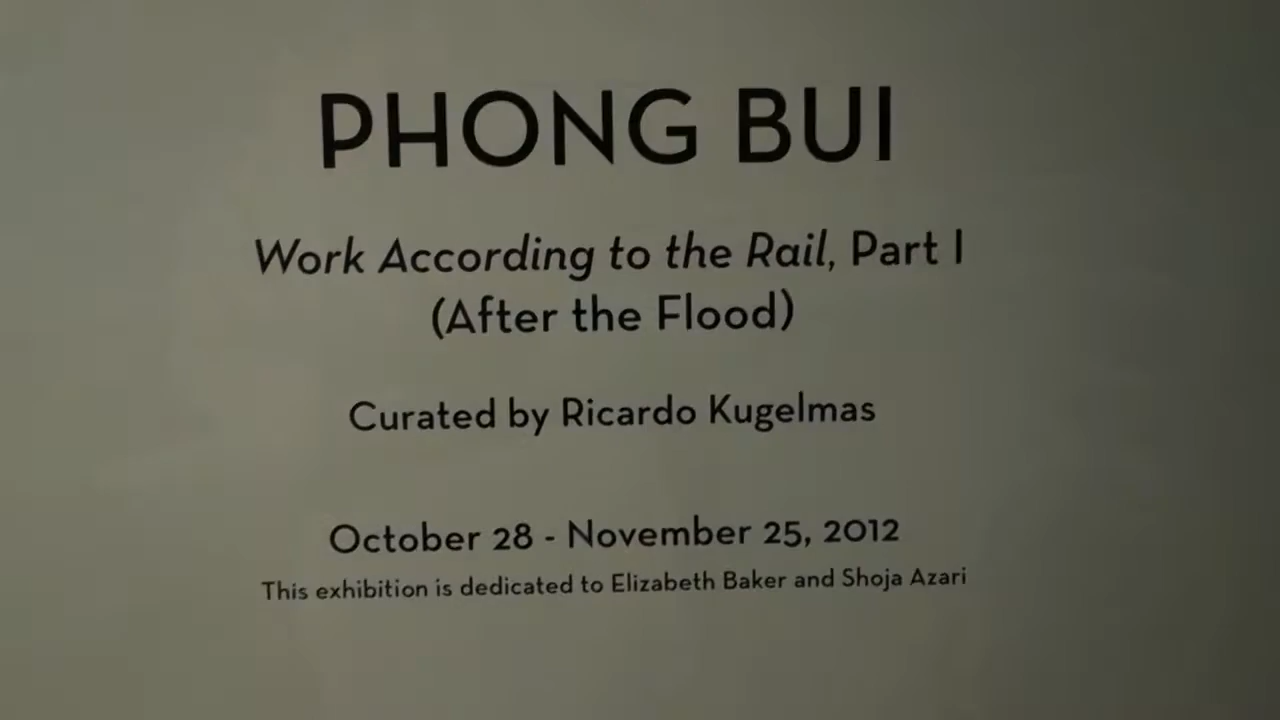 PHONG BUI
Work According to the Rail, Part I
(After the Flood)
Curated by Ricardo Kugelmas
October 28 - November 25, 2012
This exhibition is dedicated to Elizabeth Baker and Shoja Azari